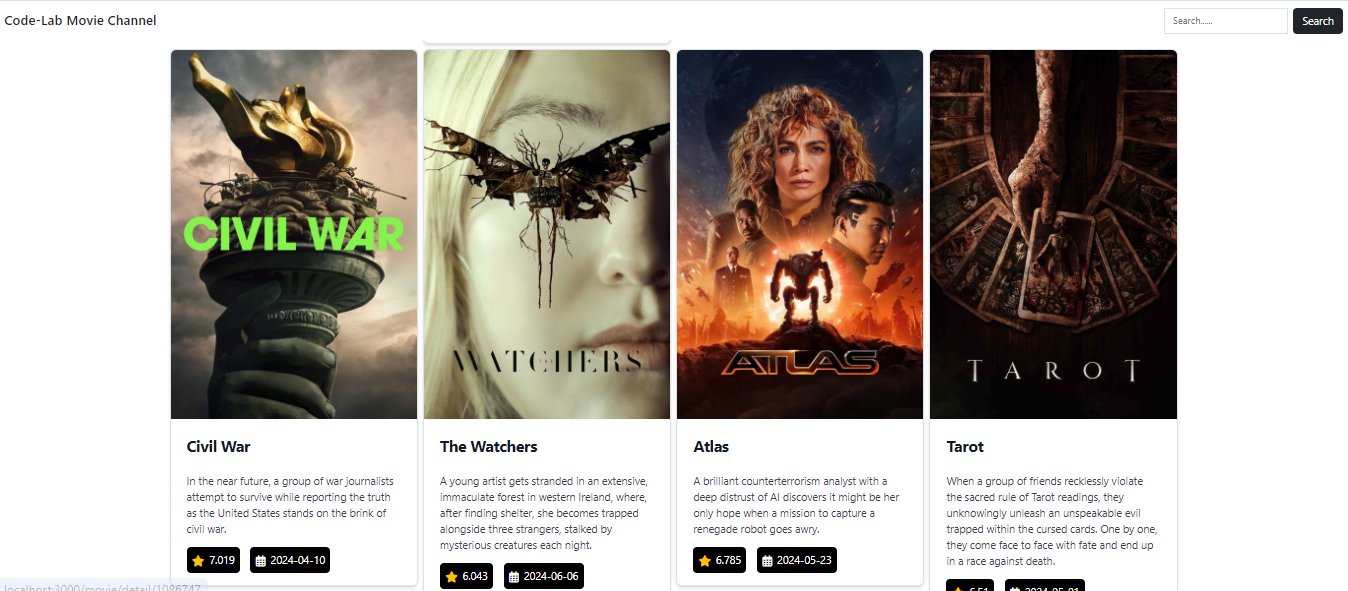 Code-Lab Movie Channel
Search......
Search
CIVIL WAR
WATCHERS
ATLAS
TAROT
Civil War
In the near future, a group of war journalists
attempt to survive while reporting the truth
as the United States stands on the brink of
civil war.
7.019
2024-04-10
The Watchers
A young artist gets stranded in an extensive,
immaculate forest in western Ireland, where,
after finding shelter, she becomes trapped
alongside three strangers, stalked by
mysterious creatures each night.
6.043
2024-06-06
Atlas
A brilliant counterterrorism analyst with a
deep distrust of AI discovers it might be her
only hope when a mission to capture a
renegade robot goes awry.
6.785
2024-05-23
Tarot
When a group of friends recklessly violate
the sacred rule of Tarot readings, they
unknowingly unleash an unspeakable evil
trapped within the cursed cards. One by one,
they come face to face with fate and end up
in a race against death.
6.51
2024-05-01
localhost:3000/movie/detail/1086747